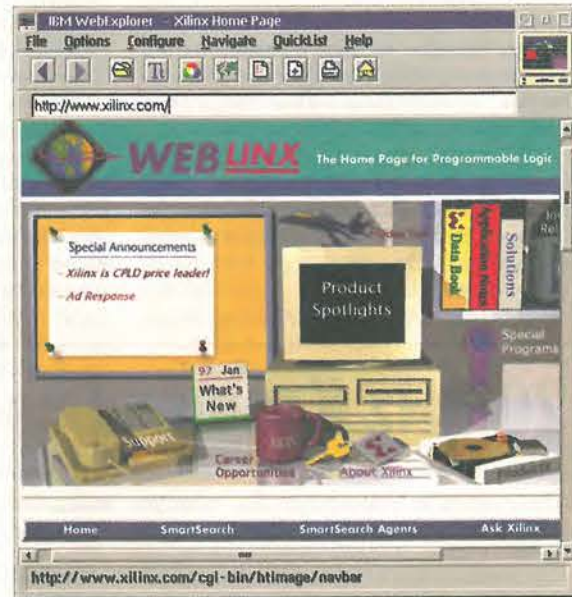 IBM WebExplorer - Xilinx Home Page
File Options Configure Navigate QuickList Help
http://www.xilinx.com/
WEBLINX The Home Page for Programmable Logic
Special Announcements
- Xilinx is CPLD price leader!
- Ad Response
Product
Spotlights
Data Book
Application Notes
Solutions
Special
Programs
97 Jan
What's
New
Support
Career
Opportunities
About Xilinx
Home SmartSearch SmartSearch Agents Ask Xilinx
http://www.xilinx.com/cgi-bin/htimage/navbar